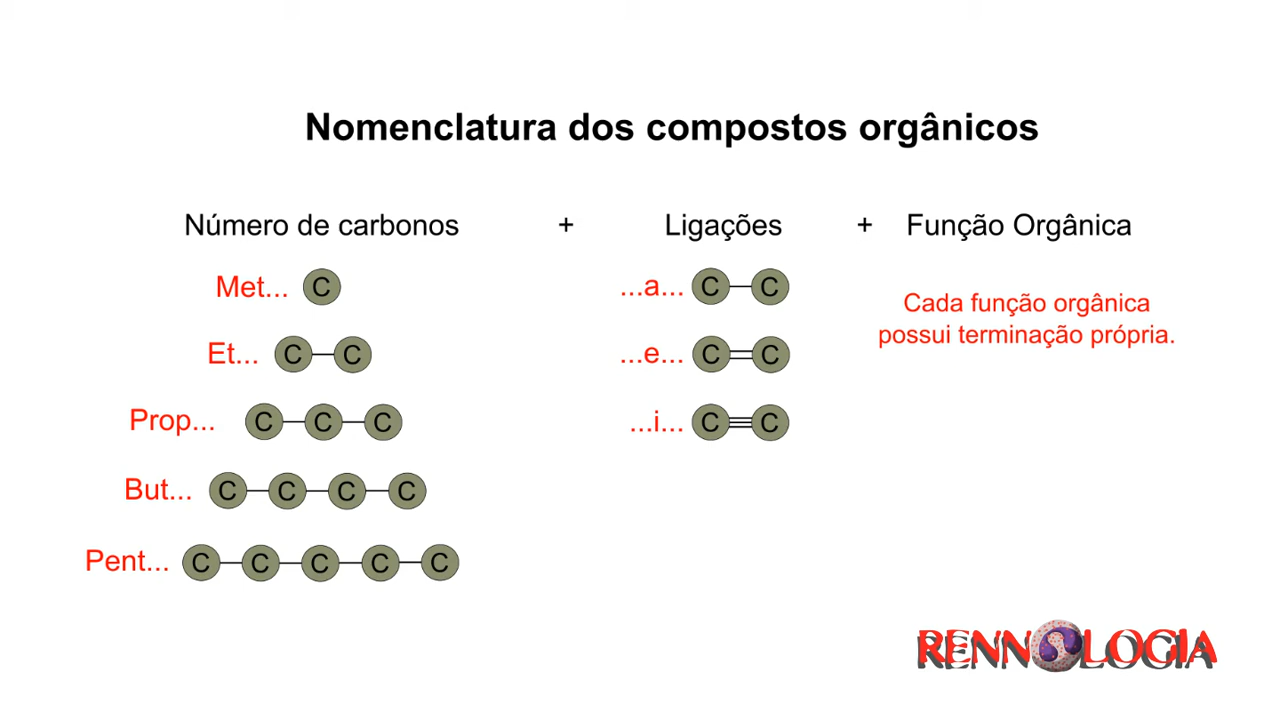 Nomenclatura dos compostos orgânicos
Número de carbonos + Ligações + Função Orgânica
Met... C
...a... C C
Cada função orgânica
possui terminação própria.
Et... C C
...e... C C
Prop... C C C
...i... C C
But... C C C C
Pent... C C C C C
RENNOLOGIA